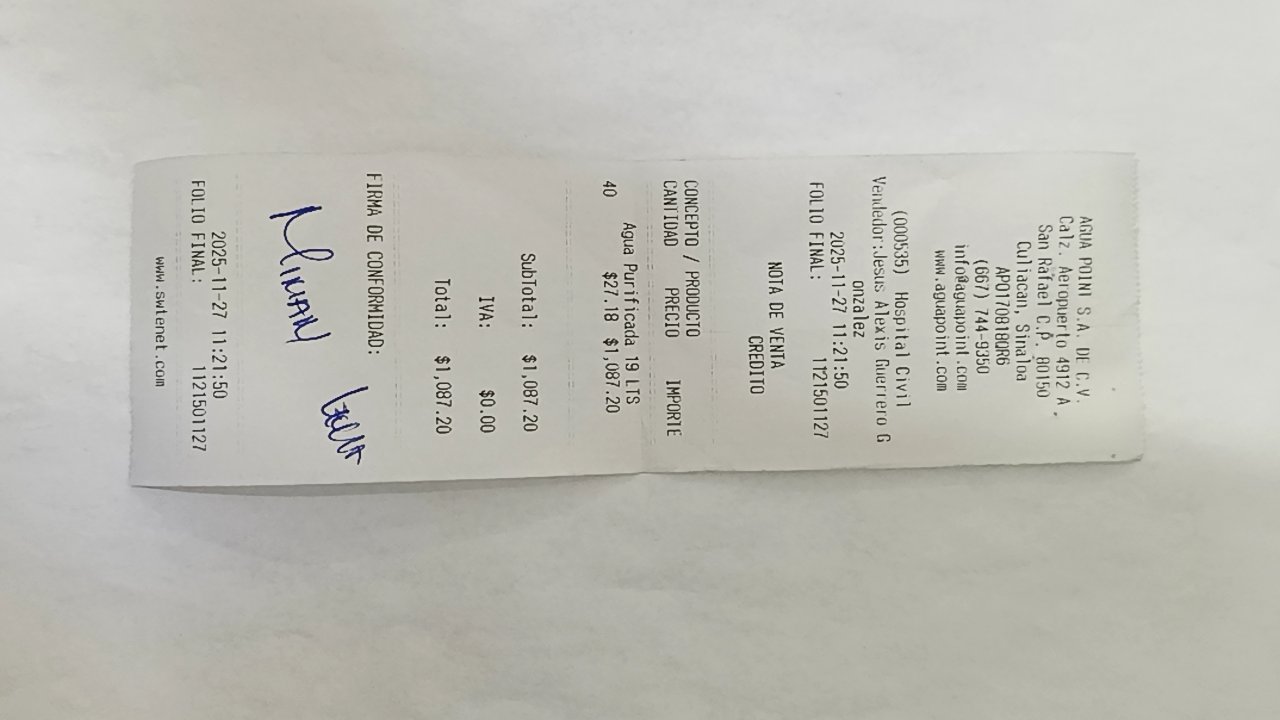 AGUA POINT S.A. DE C.V.
Calz. Aeropuerto 4912 A,
San Rafael C.P. 80150
Culiacan, Sinaloa
APO170818QR6
(667) 744-9350
info@aguapoint.com
www.aguapoint.com
(000535) Hospital Civil
Vendedor:Jesus Alexis Guerrero G
onzalez
2025-11-27 11:21:50
FOLIO FINAL: 1121501127
NOTA DE VENTA
CREDITO
CONCEPTO / PRODUCTO
CANTIDAD PRECIO IMPORTE
Agua Purificada 19 LTS
40 $27.18 $1,087.20
SubTotal: $1,087.20
IVA: $0.00
Total: $1,087.20
FIRMA DE CONFORMIDAD:
2025-11-27 11:21:50
FOLIO FINAL: 1121501127
www.swtenet.com